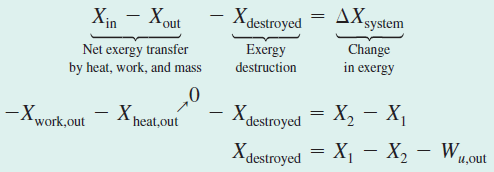 X_in − X_out − X_destroyed = ΔX_system
Net exergy transfer Exergy Change
by heat, work, and mass destruction in exergy
−X_work,out − X_heat,out ↗0 − X_destroyed = X_2 − X_1
X_destroyed = X_1 − X_2 − W_u,out